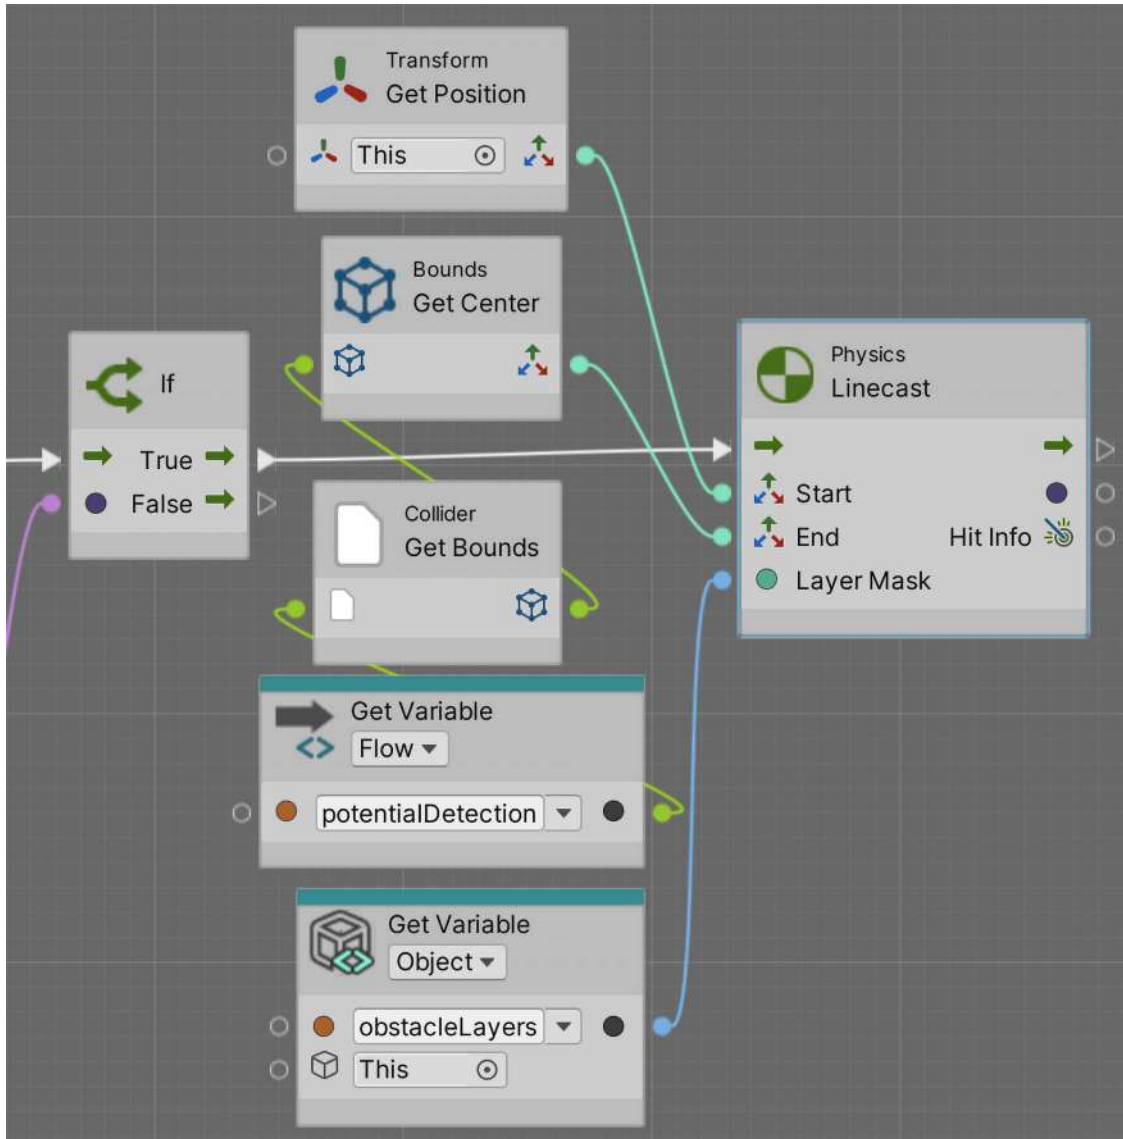 Transform
Get Position
This
Bounds
Get Center
If
True
False
Physics
Linecast
Start
End
Hit Info
Layer Mask
Collider
Get Bounds
Get Variable
Flow
potentialDetection
Get Variable
Object
obstacleLayers
This